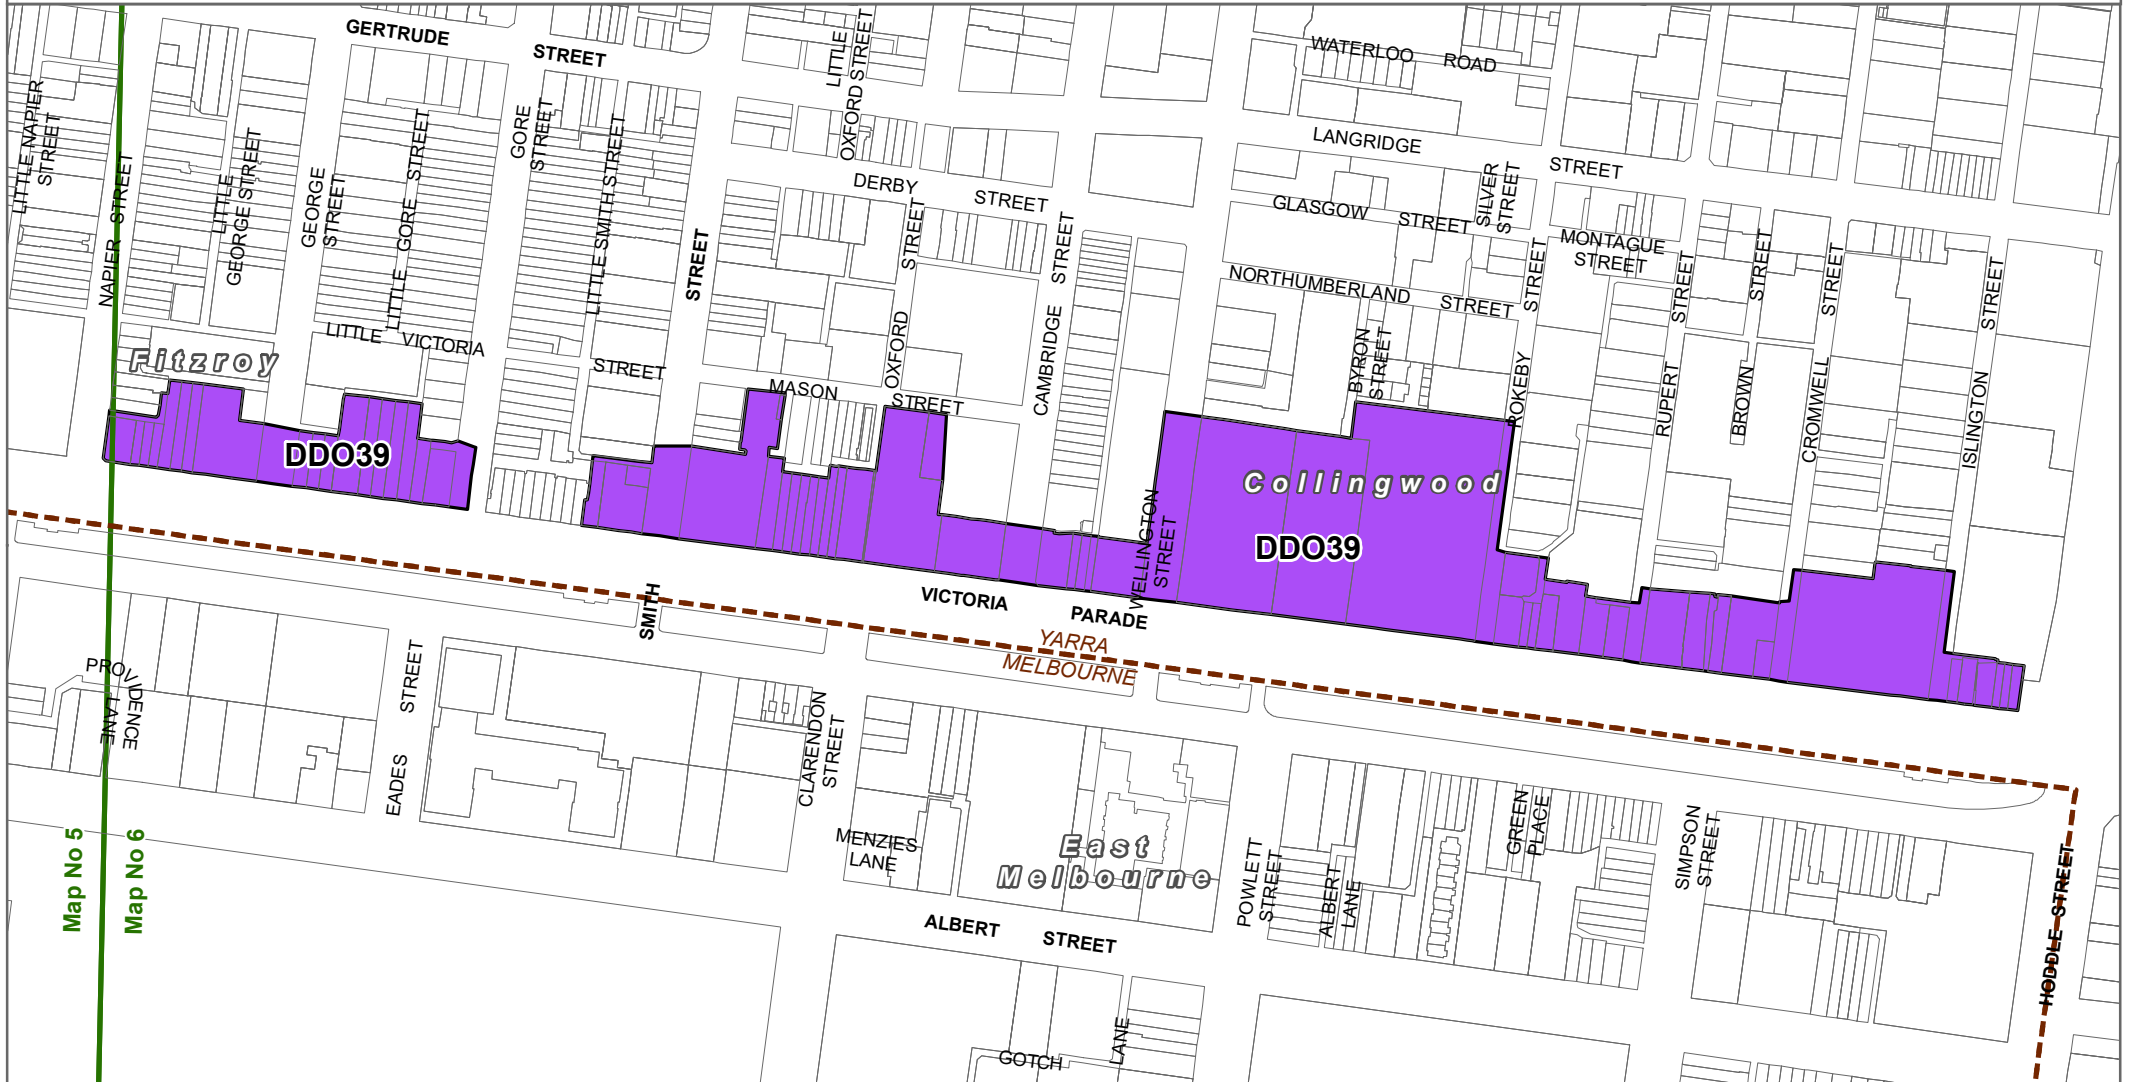 GERTRUDE
STREET
LITTLE
OXFORD STREET
WATERLOO
ROAD
LITTLE NAPIER
STREET
NAPIER STREET
LITTLE
GEORGE STREET
GEORGE
STREET
LITTLE GORE STREET
GORE
STREET
LITTLE SMITH STREET
STREET
DERBY
STREET
LANGRIDGE
STREET
GLASGOW
STREET
SILVER
STREET
MONTAGUE
STREET
NORTHUMBERLAND
STREET
STREET
OXFORD
CAMBRIDGE STREET
BYRON
STREET
ROKEBY
STREET
RUPERT
STREET
BROWN
STREET
CROMWELL
STREET
ISLINGTON
STREET
LITTLE
VICTORIA
STREET
MASON
STREET
Fitzroy
DDO39
Collingwood
DDO39
WELLINGTON
STREET
VICTORIA
PARADE
SMITH
YARRA
MELBOURNE
PROVIDENCE
LANE
EADES
STREET
CLARENDON
STREET
MENZIES
LANE
East
Melbourne
POWLETT
STREET
ALBERT
LANE
GREEN
PLACE
SIMPSON
STREET
HODDLE STREET
Map No 5
Map No 6
ALBERT
STREET
GOTCH
LANE